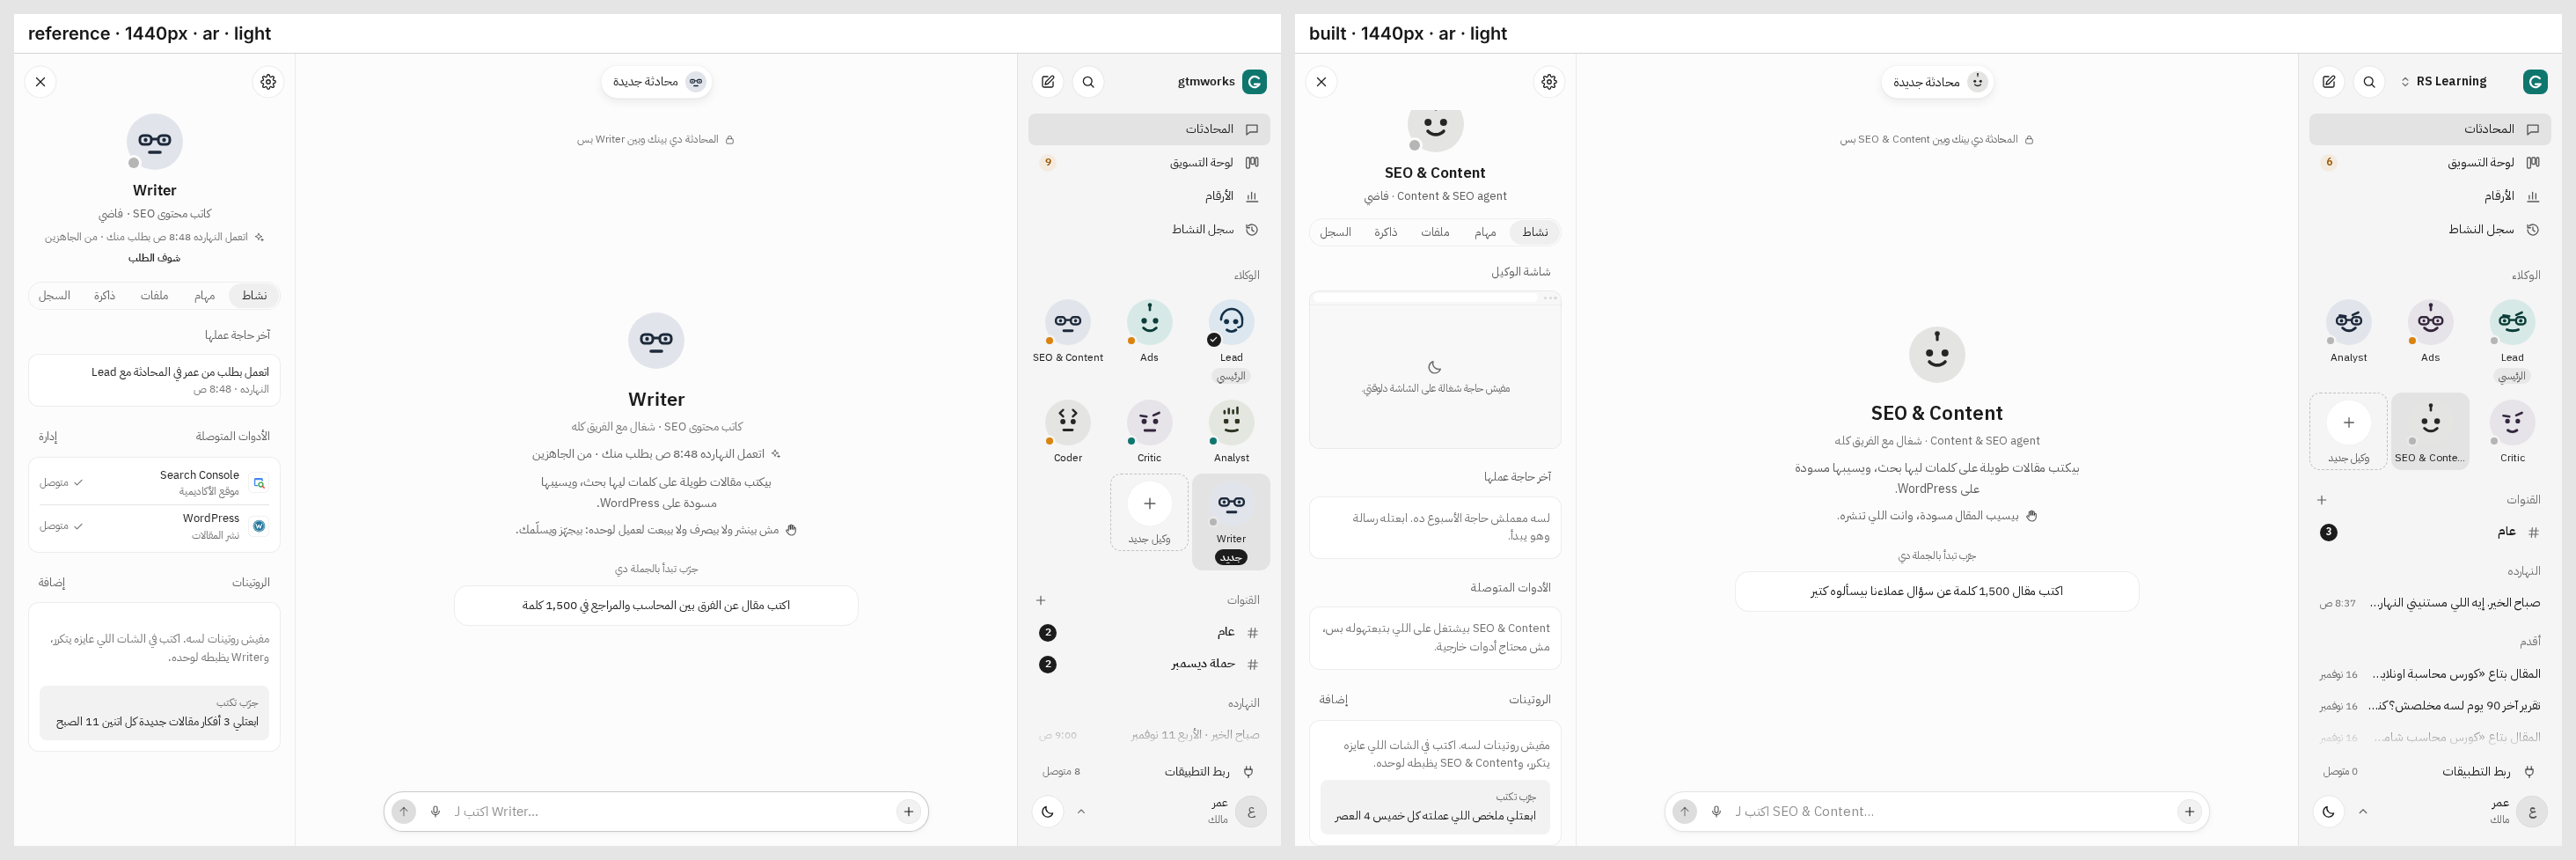 reference · 1440px · ar · light
gtmworks
المحادثات
لوحة التسويق
9
الأرقام
سجل النشاط
الوكلاء
Lead
الرئيسي
Ads
SEO & Content
Analyst
Critic
Coder
Writer
جديد
وكيل جديد
القنوات
عام
2
حملة ديسمبر
2
النهارده
صباح الخير · الأربع 11 نوفمبر
9:00 ص
ربط التطبيقات
8 متوصل
ع
عمر
مالك
محادثة جديدة
المحادثة دي بينك وبين Writer بس
Writer
كاتب محتوى SEO · شغال مع الفريق كله
اتعمل النهارده 8:48 ص بطلب منك · من الجاهزين
بيكتب مقالات طويلة على كلمات ليها بحث، ويسيبها
مسودة على WordPress.
مش بينشر ولا بيصرف ولا يبعت لعميل لوحده: بيجهّز ويسلّمك.
جرّب تبدأ بالجملة دي
اكتب مقال عن الفرق بين المحاسب والمراجع في 1,500 كلمة
اكتب لـ Writer...
Writer
كاتب محتوى SEO · فاضي
اتعمل النهارده 8:48 ص بطلب منك · من الجاهزين
شوف الطلب
نشاط
مهام
ملفات
ذاكرة
السجل
آخر حاجة عملها
اتعمل بطلب من عمر في المحادثة مع Lead
النهارده · 8:48 ص
الأدوات المتوصلة
إدارة
Search Console
موقع الأكاديمية
متوصل
WordPress
نشر المقالات
متوصل
الروتينات
إضافة
مفيش روتينات لسه. اكتب في الشات اللي عايزه يتكرر،
وWriter يظبطه لوحده.
جرّب تكتب
ابعتلي 3 أفكار مقالات جديدة كل اتنين 11 الصبح
built · 1440px · ar · light
RS Learning
المحادثات
لوحة التسويق
6
الأرقام
سجل النشاط
الوكلاء
Lead
الرئيسي
Ads
Analyst
Critic
SEO & Conte...
وكيل جديد
القنوات
عام
3
النهارده
صباح الخير. إيه اللي مستنيني النهار...
8:37 ص
أقدم
المقال بتاع «كورس محاسبة اونلاي...
16 نوفمبر
تقرير آخر 90 يوم لسه مخلصش؟ كنـ...
16 نوفمبر
المقال بتاع «كورس محاسب شامـ...
16 نوفمبر
ربط التطبيقات
0 متوصل
ع
عمر
مالك
محادثة جديدة
المحادثة دي بينك وبين SEO & Content بس
SEO & Content
Content & SEO agent · شغال مع الفريق كله
بيكتب مقالات طويلة على كلمات ليها بحث، ويسيبها مسودة
على WordPress.
بيسيب المقال مسودة، وانت اللي تنشره.
جرّب تبدأ بالجملة دي
اكتب مقال 1,500 كلمة عن سؤال عملاءنا بيسألوه كتير
اكتب لـ SEO & Content...
SEO & Content
Content & SEO agent · فاضي
نشاط
مهام
ملفات
ذاكرة
السجل
شاشة الوكيل
مفيش حاجة شغالة على الشاشة دلوقتي.
آخر حاجة عملها
لسه معملش حاجة الأسبوع ده. ابعتله رسالة
وهو يبدأ.
الأدوات المتوصلة
SEO & Content بيشتغل على اللي بتبعتهوله بس،
مش محتاج أدوات خارجية.
الروتينات
إضافة
مفيش روتينات لسه. اكتب في الشات اللي عايزه
يتكرر، وSEO & Content يظبطه لوحده.
جرّب تكتب
ابعتلي ملخص اللي عملته كل خميس 4 العصر